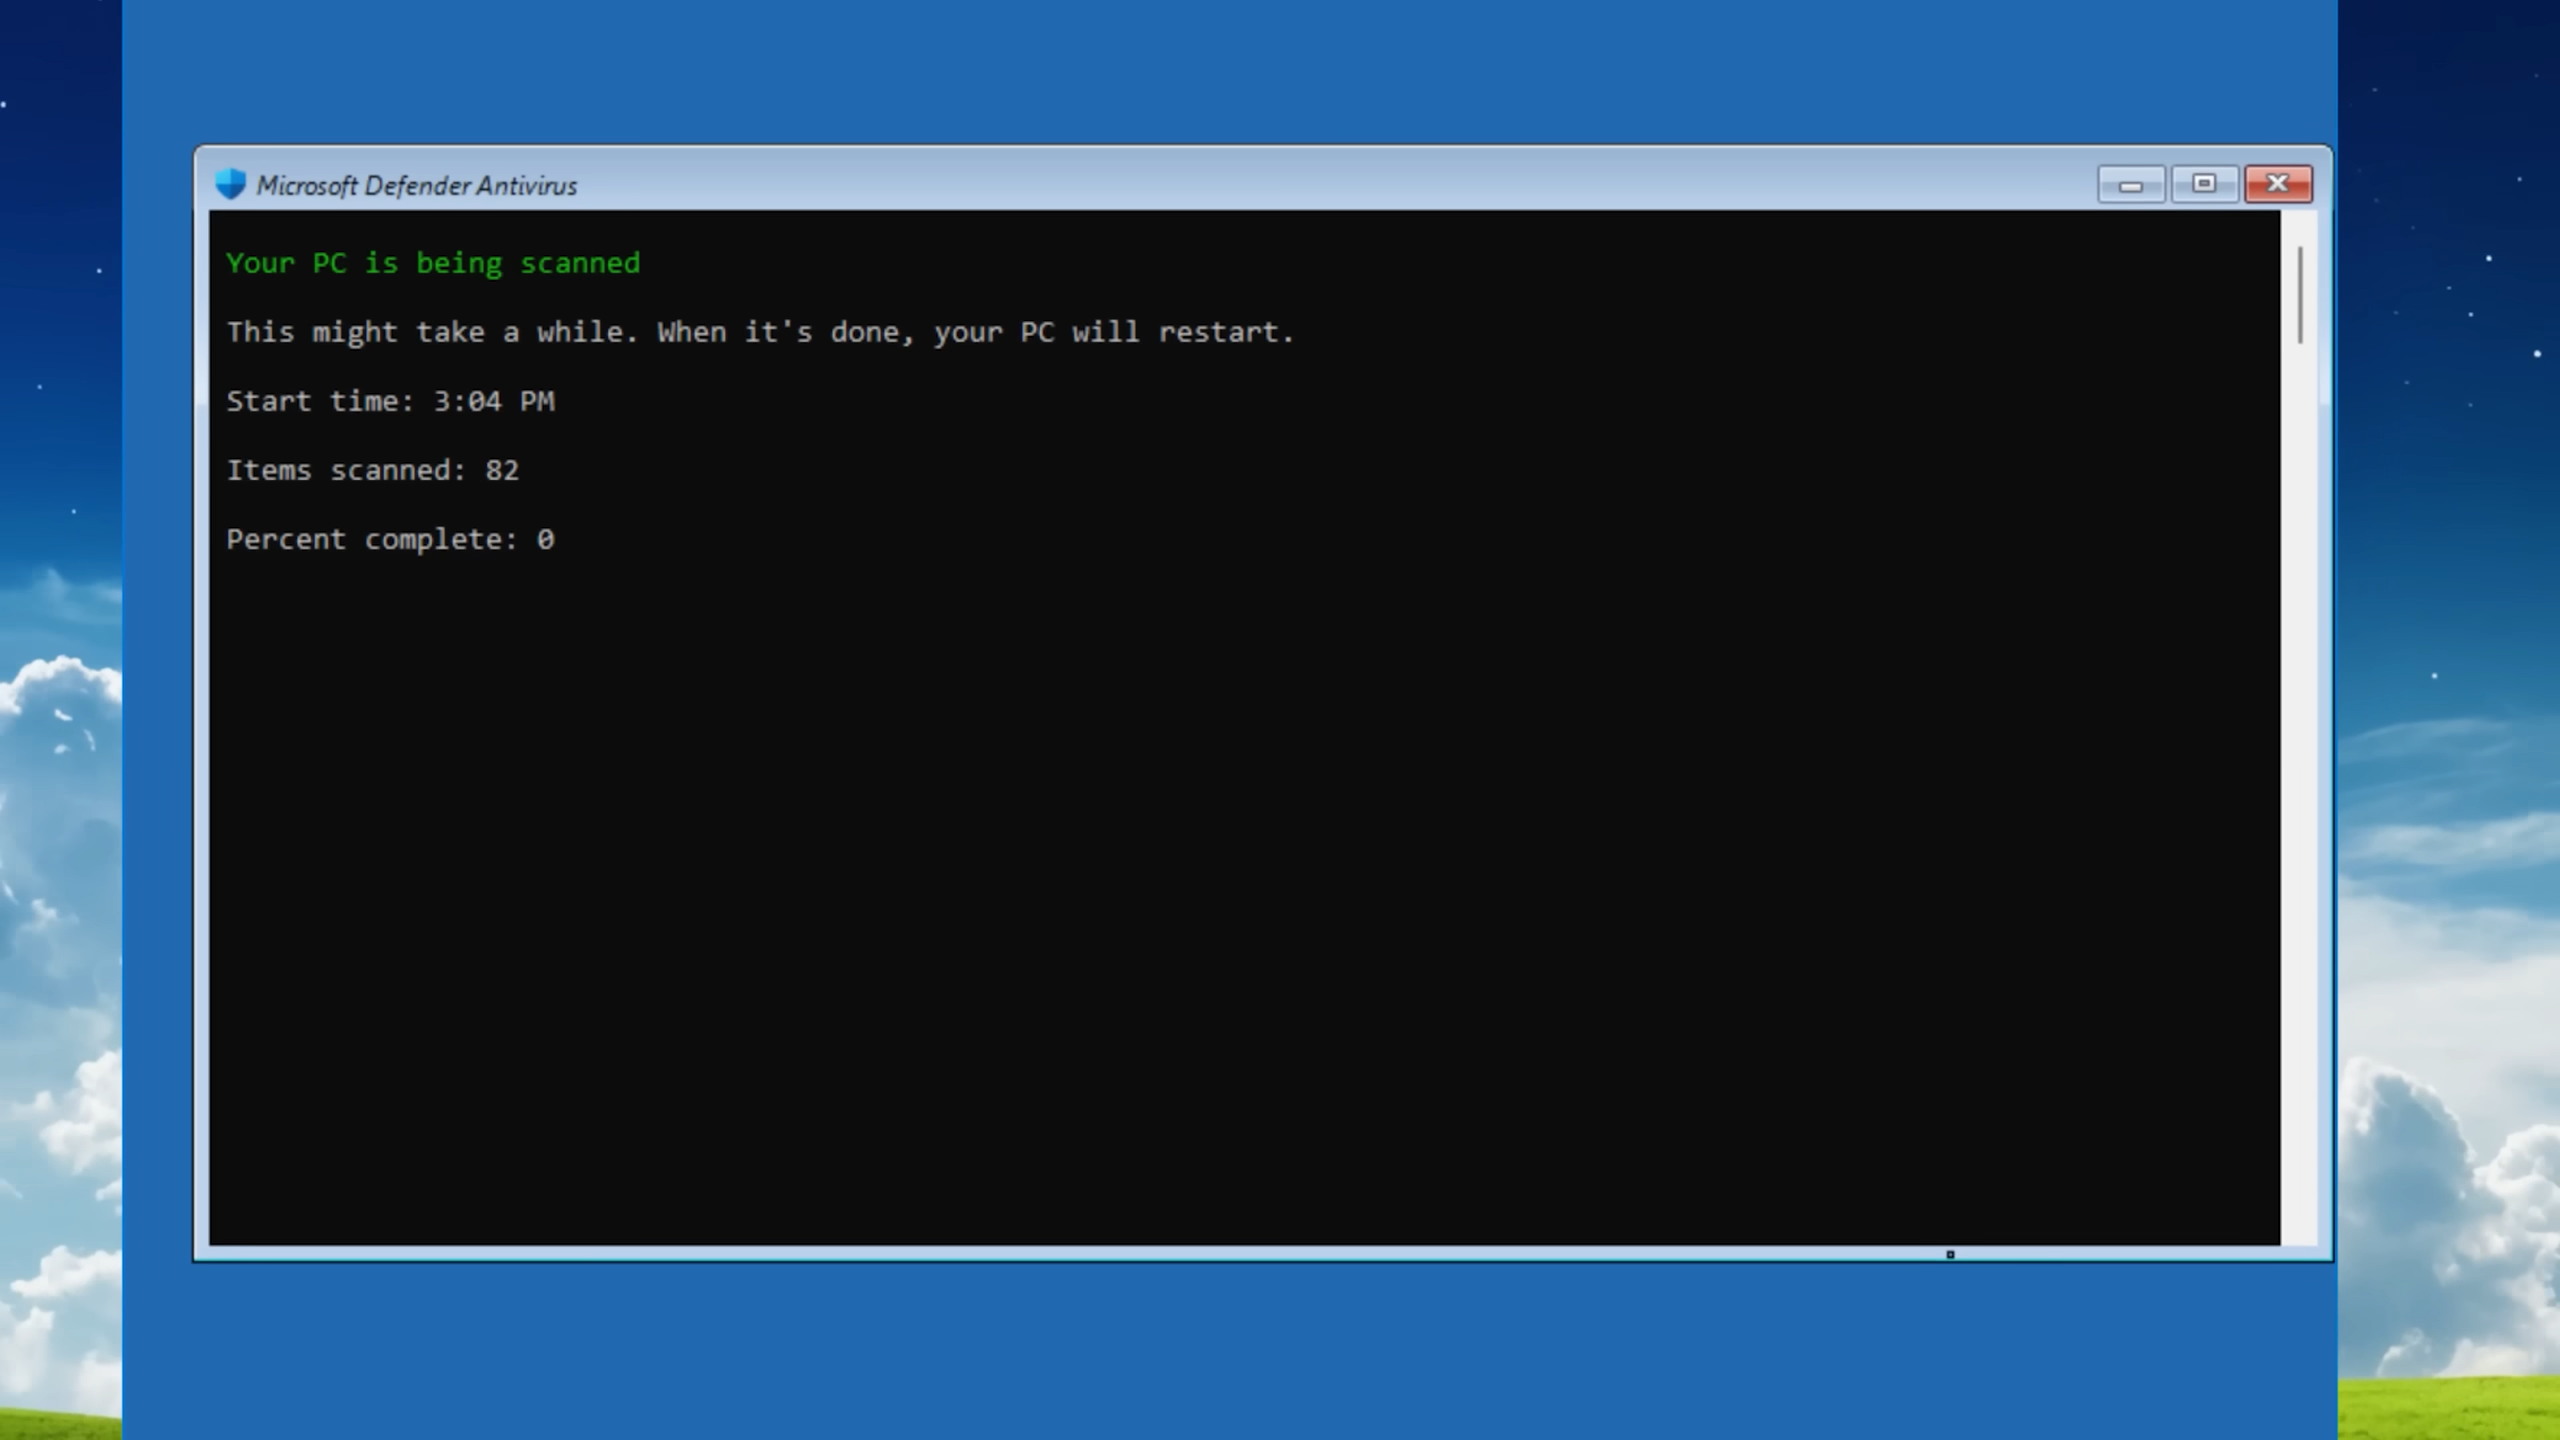 Microsoft Defender Antivirus
Your PC is being scanned
This might take a while. When it's done, your PC will restart.
Start time: 3:04 PM
Items scanned: 82
Percent complete: 0